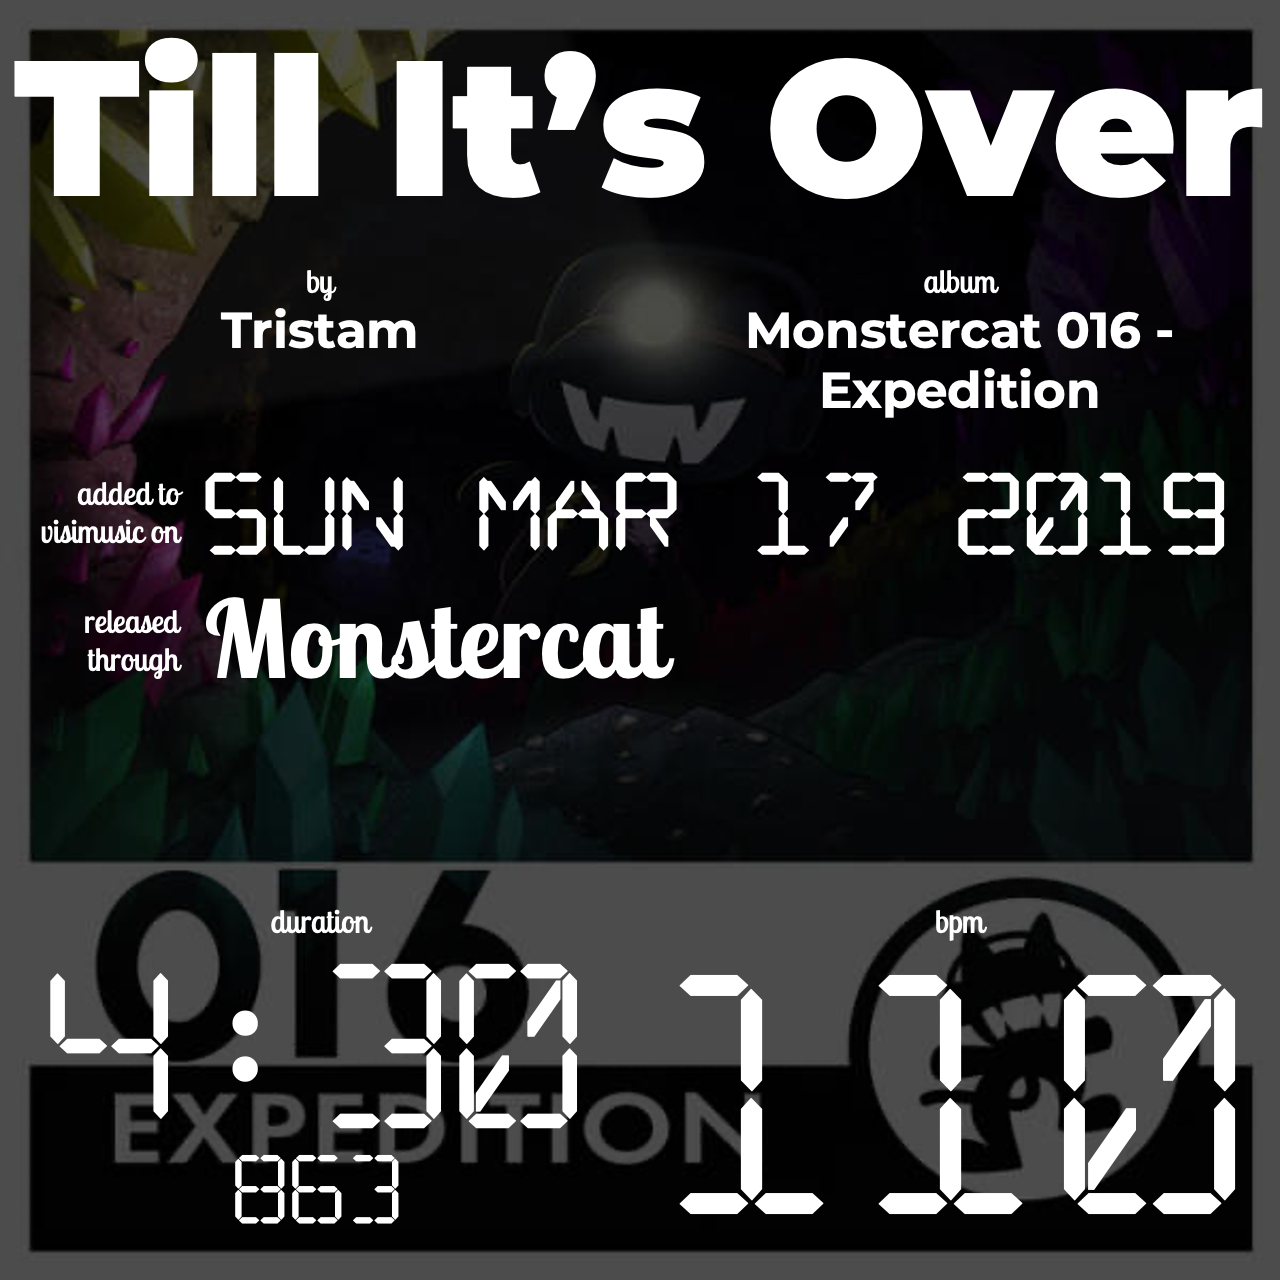 Till It's Over
by
Tristam
album
Monstercat 016 -
Expedition
added to
visimusic on
SUN MAR 17 2019
released
through
Monstercat
016
EXPEDITION
duration
4:30
863
bpm
110